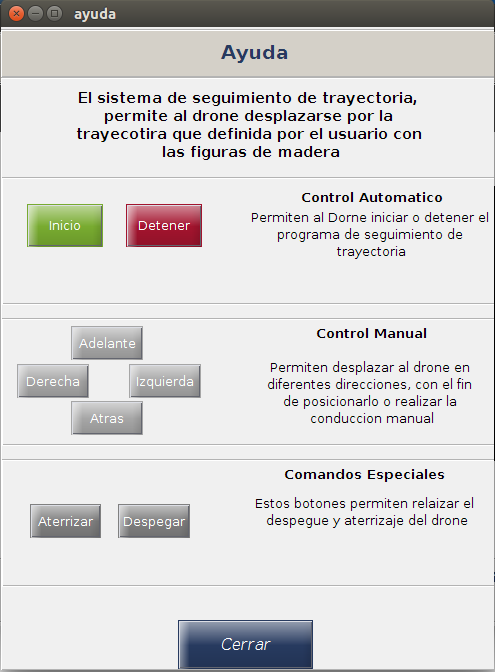 ayuda
Ayuda
El sistema de seguimiento de trayectoria,
permite al drone desplazarse por la
trayecotira que definida por el usuario con
las figuras de madera
Inicio
Detener
Control Automatico
Permiten al Dorne iniciar o detener el
programa de seguimiento de
trayectoria
Adelante
Derecha
Izquierda
Atras
Control Manual
Permiten desplazar al drone en
diferentes direcciones, con el fin
de posicionarlo o realizar la
conduccion manual
Aterrizar
Despegar
Comandos Especiales
Estos botones permiten relaizar el
despegue y aterrizaje del drone
Cerrar